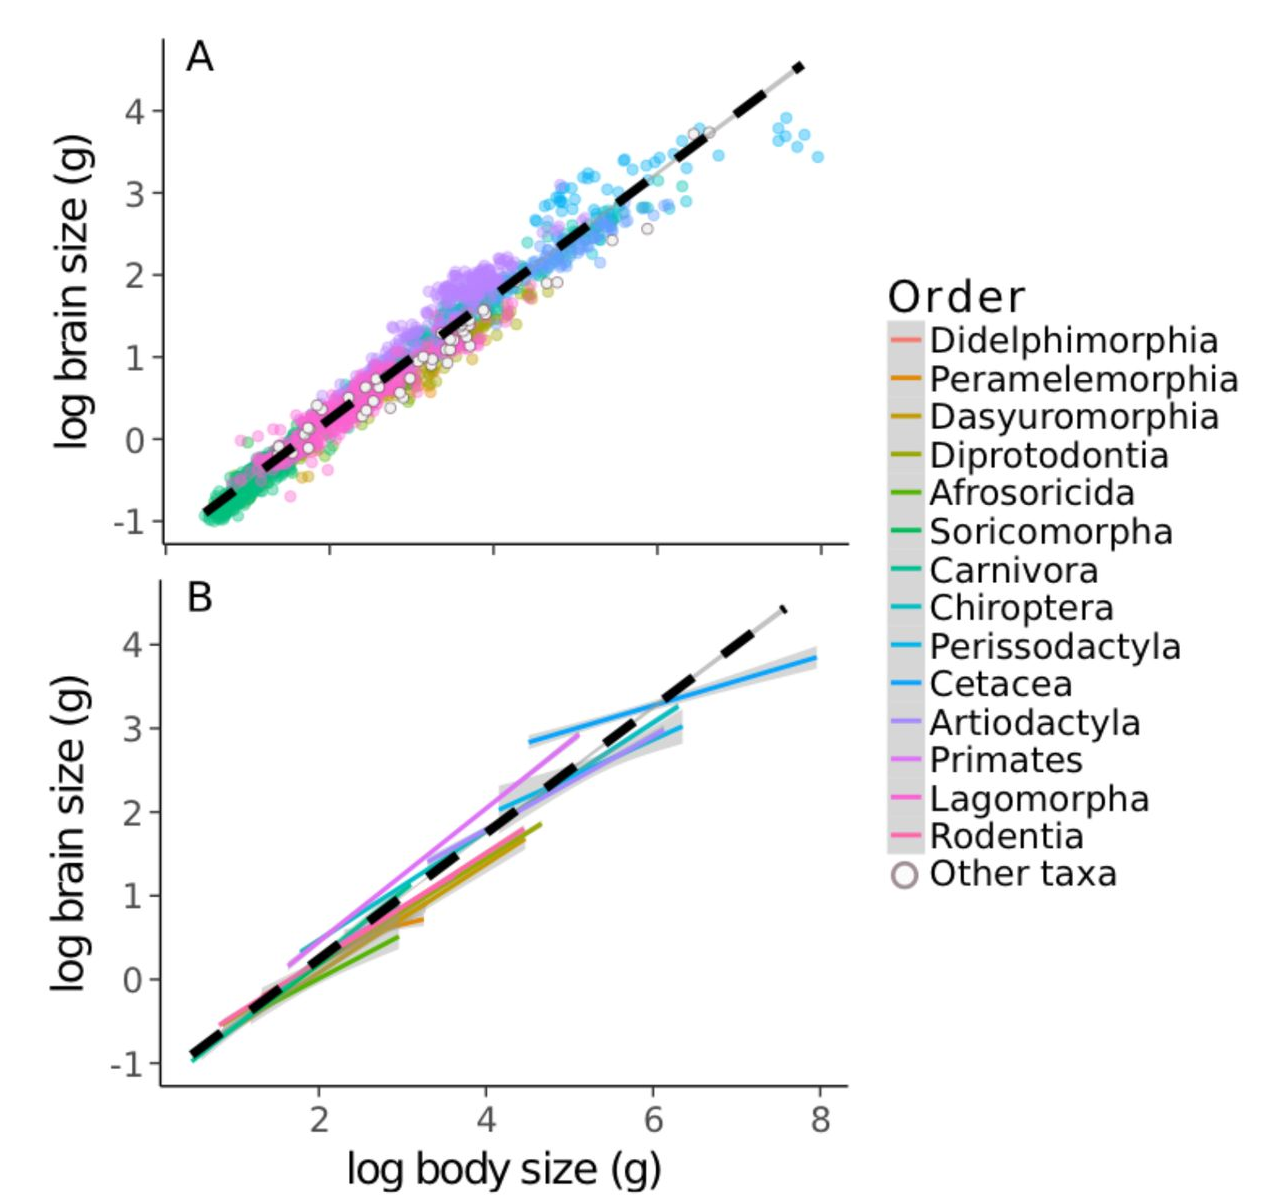 A
4
3
2
1
0
-1
log brain size (g)
B
4
3
2
1
0
-1
log brain size (g)
2 4 6 8
log body size (g)
Order
Didelphimorphia
Peramelemorphia
Dasyuromorphia
Diprotodontia
Afrosoricida
Soricomorpha
Carnivora
Chiroptera
Perissodactyla
Cetacea
Artiodactyla
Primates
Lagomorpha
Rodentia
Other taxa